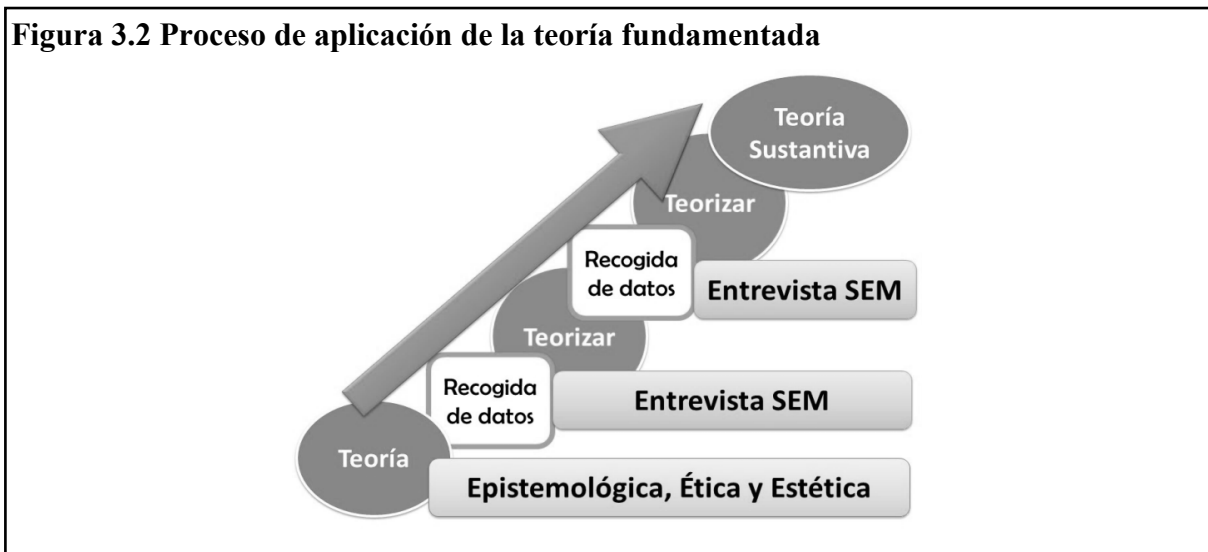 Figura 3.2 Proceso de aplicación de la teoría fundamentada
Teoría
Sustantiva
Teorizar
Recogida
de datos
Entrevista SEM
Teorizar
Recogida
de datos
Entrevista SEM
Teoría
Epistemológica, Ética y Estética